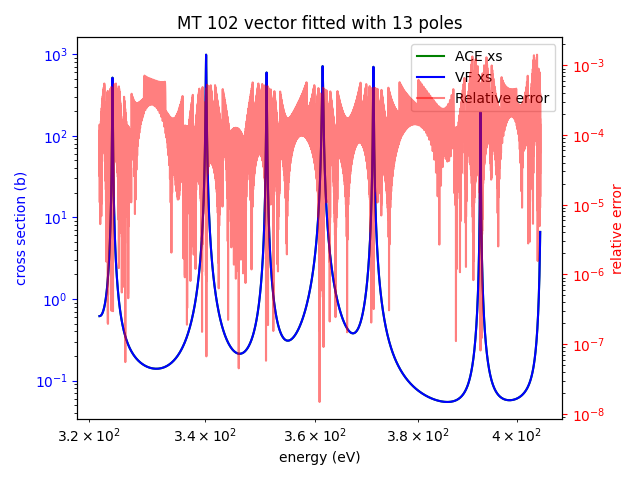 MT 102 vector fitted with 13 poles
ACE xs
VF xs
Relative error
cross section (b)
10³
10²
10¹
10⁰
10⁻¹
10⁻³
10⁻⁴
10⁻⁵
10⁻⁶
10⁻⁷
10⁻⁸
relative error
3.2 × 10² 3.4 × 10² 3.6 × 10² 3.8 × 10² 4 × 10²
energy (eV)